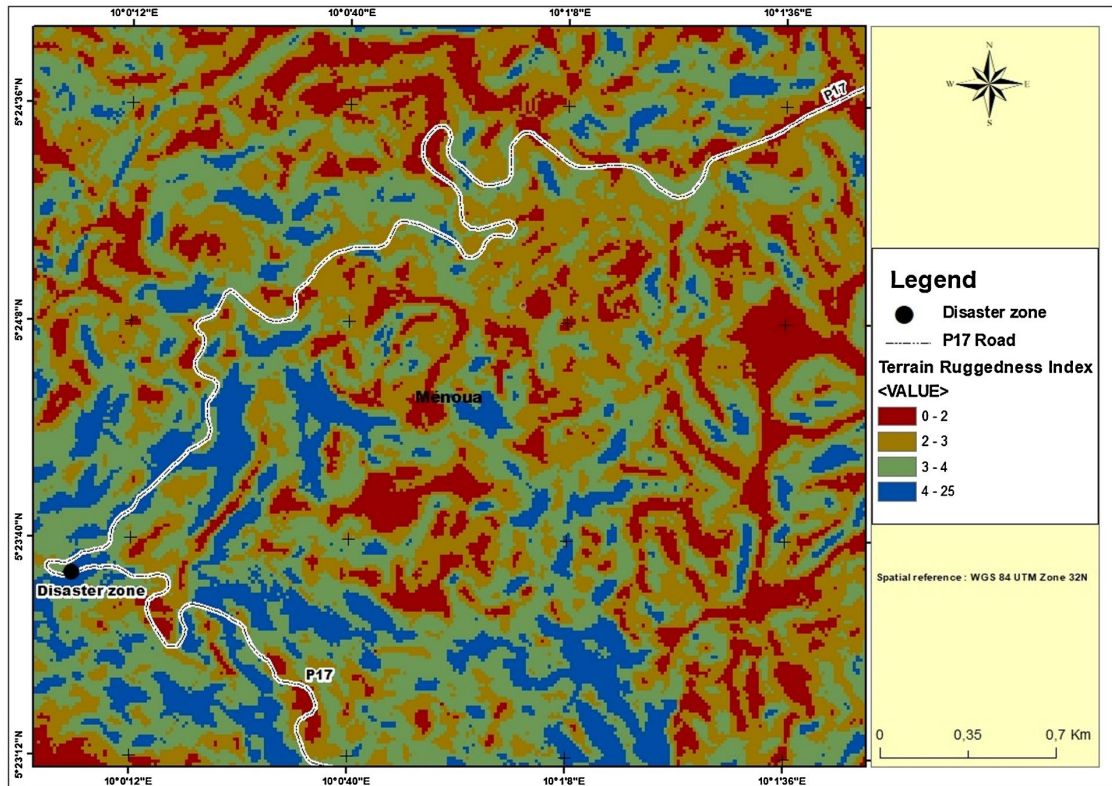 10°0'12"E 10°0'40"E 10°1'8"E 10°1'36"E
N
W E
S
P17
5°24'36"N
5°24'8"N
Menoua
5°23'40"N
Disaster zone
P17
5°23'12"N
10°0'12"E 10°0'40"E 10°1'8"E 10°1'36"E
Legend
Disaster zone
P17 Road
Terrain Ruggedness Index
<VALUE>
0 - 2
2 - 3
3 - 4
4 - 25
Spatial reference : WGS 84 UTM Zone 32N
0 0,35 0,7 Km